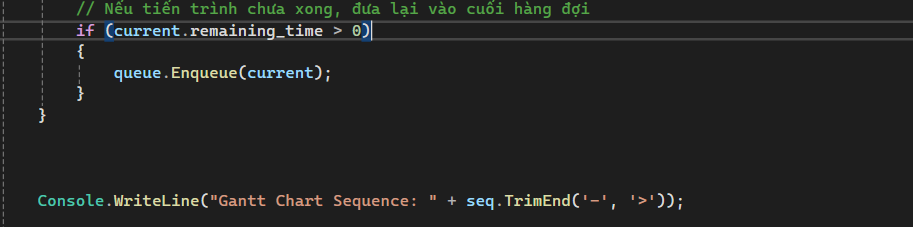 // Nếu tiến trình chưa xong, đưa lại vào cuối hàng đợi
if (current.remaining_time > 0)
{
queue.Enqueue(current);
}
}
Console.WriteLine("Gantt Chart Sequence: " + seq.TrimEnd('-', '>'));